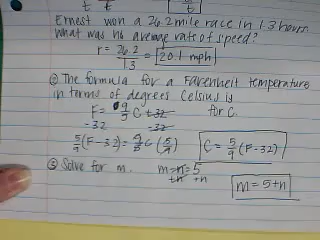 t t t
Ernest won a 26.2 mile race in 1.3 hours.
what was his average rate of speed?
r = 26.2/1.3 = 20.1 mph
② The formula for a Farenheit temperature
in terms of degrees Celsius is
F = 9/5 C + 32 for C.
-32 -32
5/9 (F-32) = 9/5 C (5/9) C = 5/9 (F-32)
③ Solve for m. m - n = 5
+n +n
m = 5+n